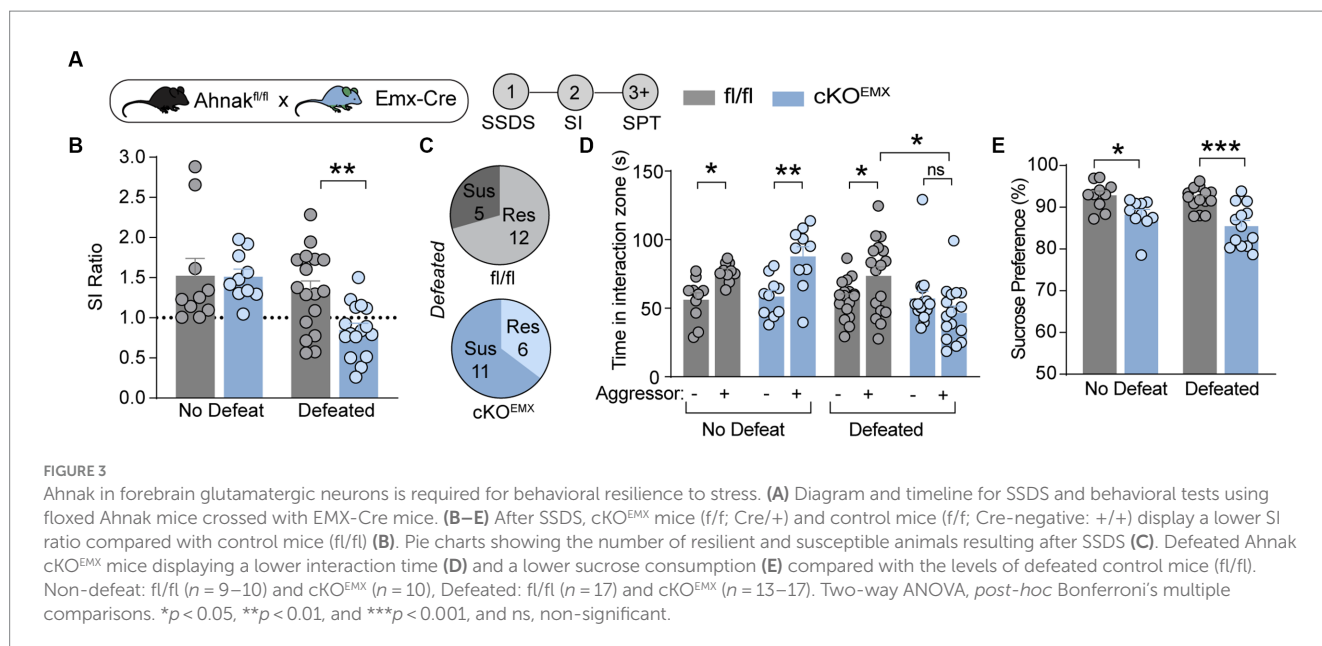 A
Ahnak^fl/fl x Emx-Cre
1 2 3+
SSDS SI SPT
fl/fl cKO^EMX
B
SI Ratio
3.0
2.5
2.0
1.5
1.0
0.5
0.0
**
No Defeat Defeated
C
Defeated
Sus
5
Res
12
fl/fl
Res
6
Sus
11
cKO^EMX
D
Time in interaction zone (s)
150
100
50
0
* ** * * ns
Aggressor: - + - + - + - +
No Defeat Defeated
E
Sucrose Preference (%)
100
90
80
70
60
50
* ***
No Defeat Defeated
FIGURE 3
Ahnak in forebrain glutamatergic neurons is required for behavioral resilience to stress. (A) Diagram and timeline for SSDS and behavioral tests using
floxed Ahnak mice crossed with EMX-Cre mice. (B–E) After SSDS, cKO^EMX mice (f/f; Cre/+) and control mice (f/f; Cre-negative: +/+) display a lower SI
ratio compared with control mice (fl/fl) (B). Pie charts showing the number of resilient and susceptible animals resulting after SSDS (C). Defeated Ahnak
cKO^EMX mice displaying a lower interaction time (D) and a lower sucrose consumption (E) compared with the levels of defeated control mice (fl/fl).
Non-defeat: fl/fl (n = 9–10) and cKO^EMX (n = 10), Defeated: fl/fl (n = 17) and cKO^EMX (n = 13–17). Two-way ANOVA, post-hoc Bonferroni's multiple
comparisons. *p < 0.05, **p < 0.01, and ***p < 0.001, and ns, non-significant.